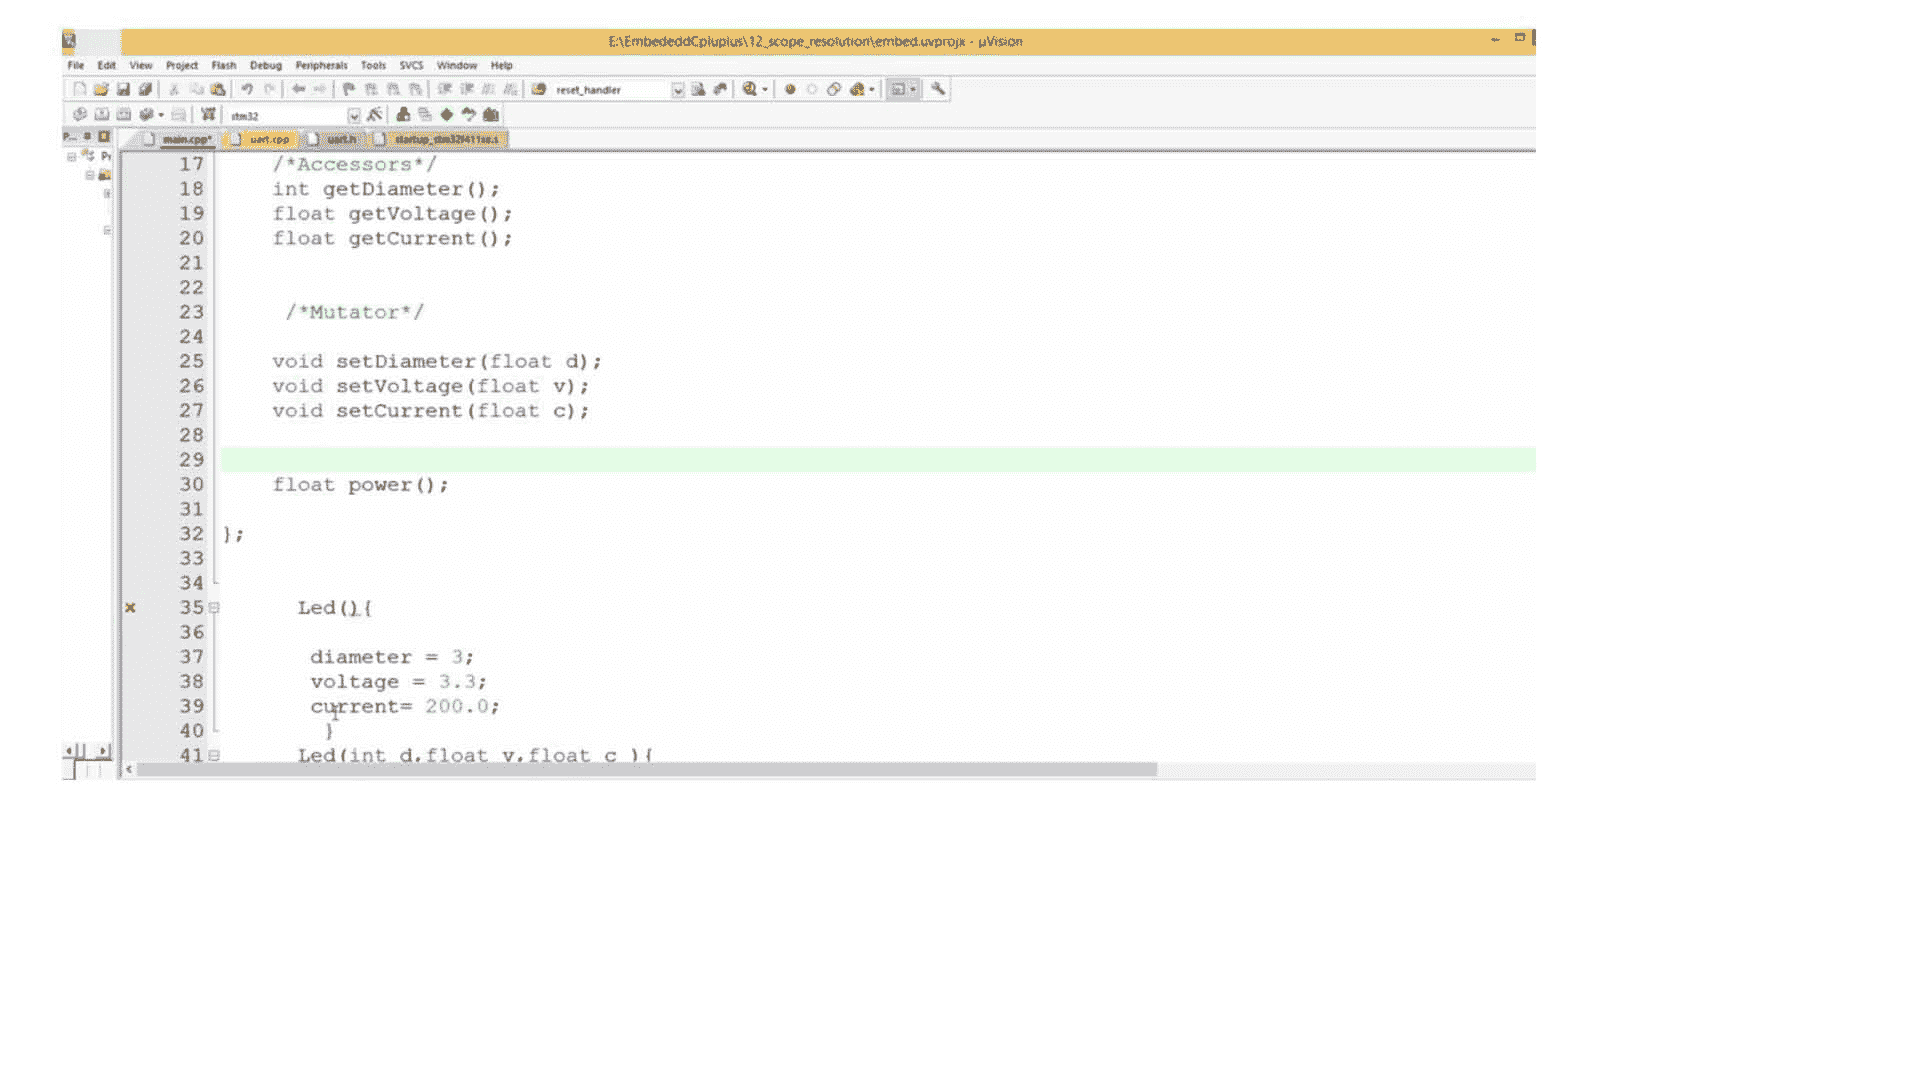 E:\EmbededdCpluplus\12_scope_resolution\embed.uvprojx - µVision
File Edit View Project Flash Debug Peripherals Tools SVCS Window Help
reset_handler
stm32
P...
main.cpp* uart.cpp uart.h startup_stm32f411xe.s
17 /*Accessors*/
18 int getDiameter();
19 float getVoltage();
20 float getCurrent();
21
22
23 /*Mutator*/
24
25 void setDiameter(float d);
26 void setVoltage(float v);
27 void setCurrent(float c);
28
29
30 float power();
31
32 };
33
34
35 Led(){
36
37 diameter = 3;
38 voltage = 3.3;
39 current= 200.0;
40 }
41 Led(int d,float v,float c ){